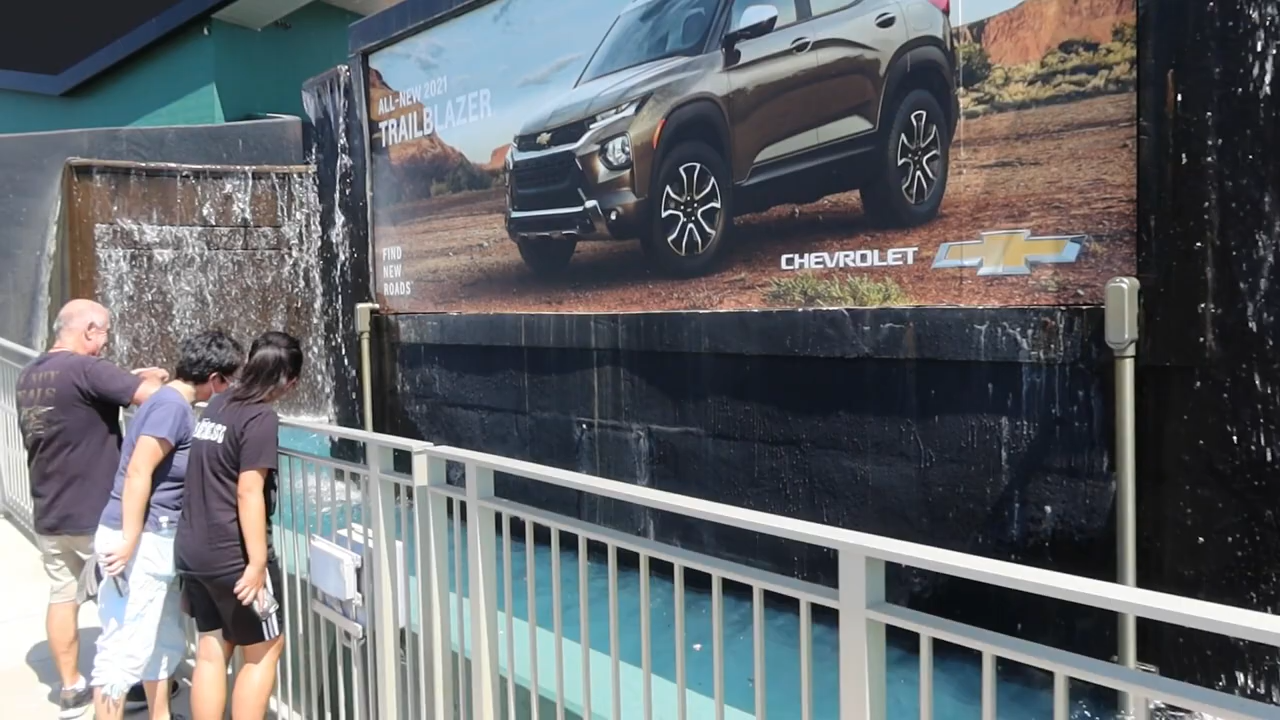 ALL-NEW 2021
TRAILBLAZER
FIND
NEW
ROADS
CHEVROLET